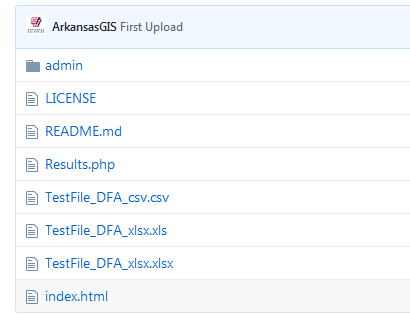 ArkansasGIS First Upload
admin
LICENSE
README.md
Results.php
TestFile_DFA_csv.csv
TestFile_DFA_xlsx.xls
TestFile_DFA_xlsx.xlsx
index.html